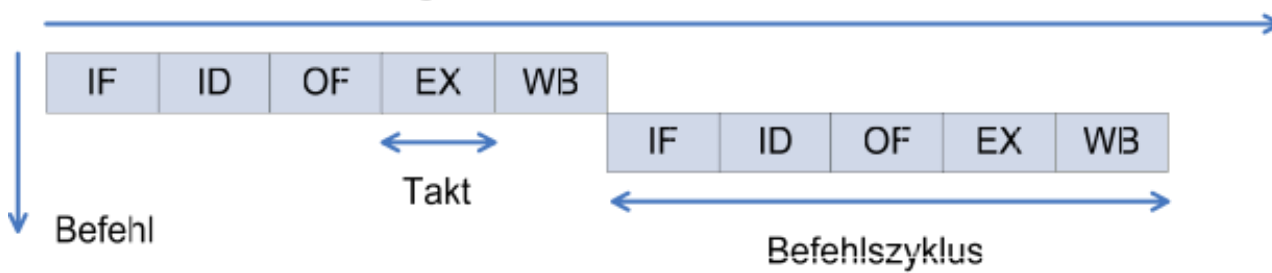 IF ID OF EX WB
IF ID OF EX WB
Takt
Befehl
Befehlszyklus